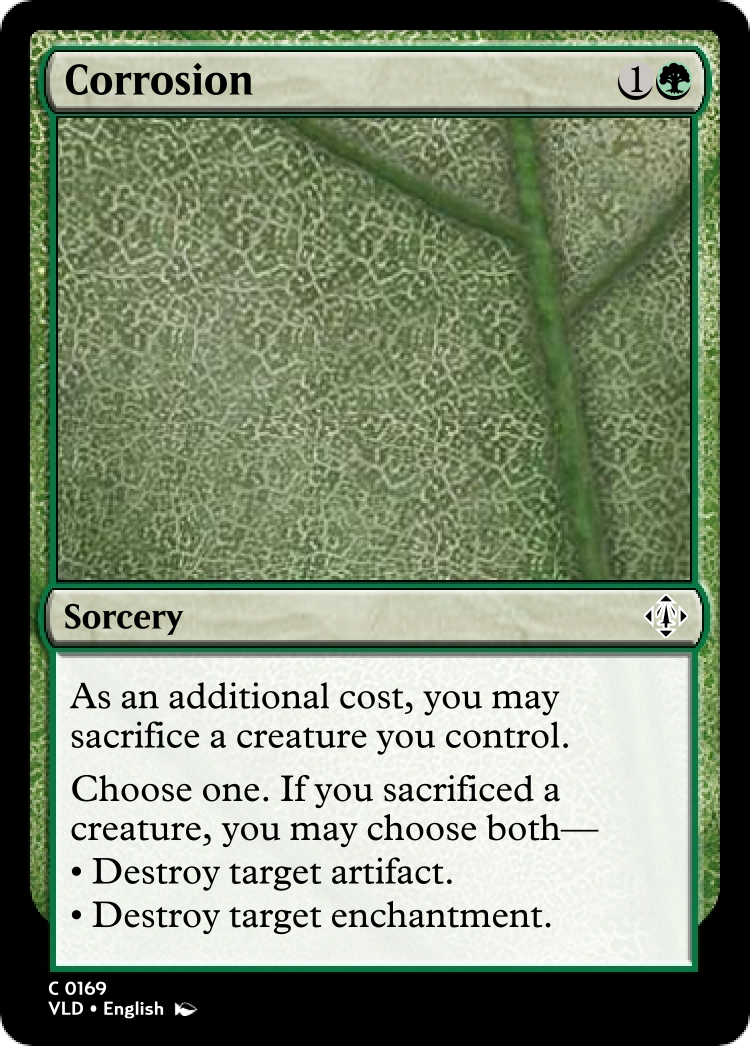 Corrosion 1
Sorcery
As an additional cost, you may
sacrifice a creature you control.
Choose one. If you sacrificed a
creature, you may choose both—
• Destroy target artifact.
• Destroy target enchantment.
C 0169
VLD • English